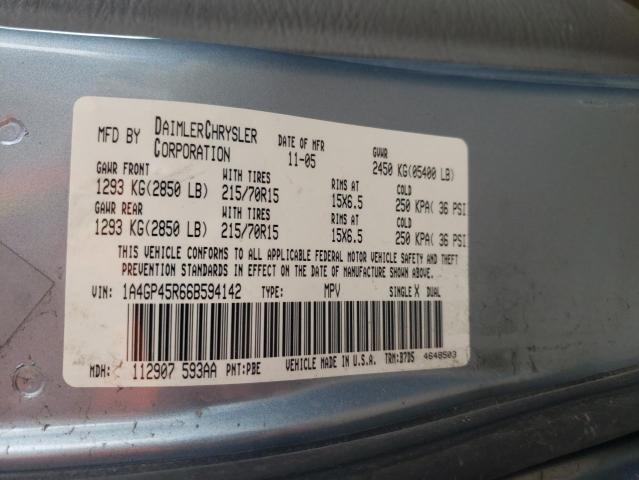 MFD BY DAIMLERCHRYSLER CORPORATION DATE OF MFR 11-05 GVWR 2450 KG(05400 LB)
GAWR FRONT WITH TIRES RIMS AT COLD
1293 KG(2850 LB) 215/70R15 15X6.5 250 KPA( 36 PSI
GAWR REAR WITH TIRES RIMS AT COLD
1293 KG(2850 LB) 215/70R15 15X6.5 250 KPA( 36 PSI
THIS VEHICLE CONFORMS TO ALL APPLICABLE FEDERAL MOTOR VEHICLE SAFETY AND THEFT
PREVENTION STANDARDS IN EFFECT ON THE DATE OF MANUFACTURE SHOWN ABOVE.
VIN: 1A4GP45R66B594142 TYPE: MPV SINGLE X DUAL
MDH: 112907 593AA PNT:PBE VEHICLE MADE IN U.S.A. TRM:B7D5 4648503